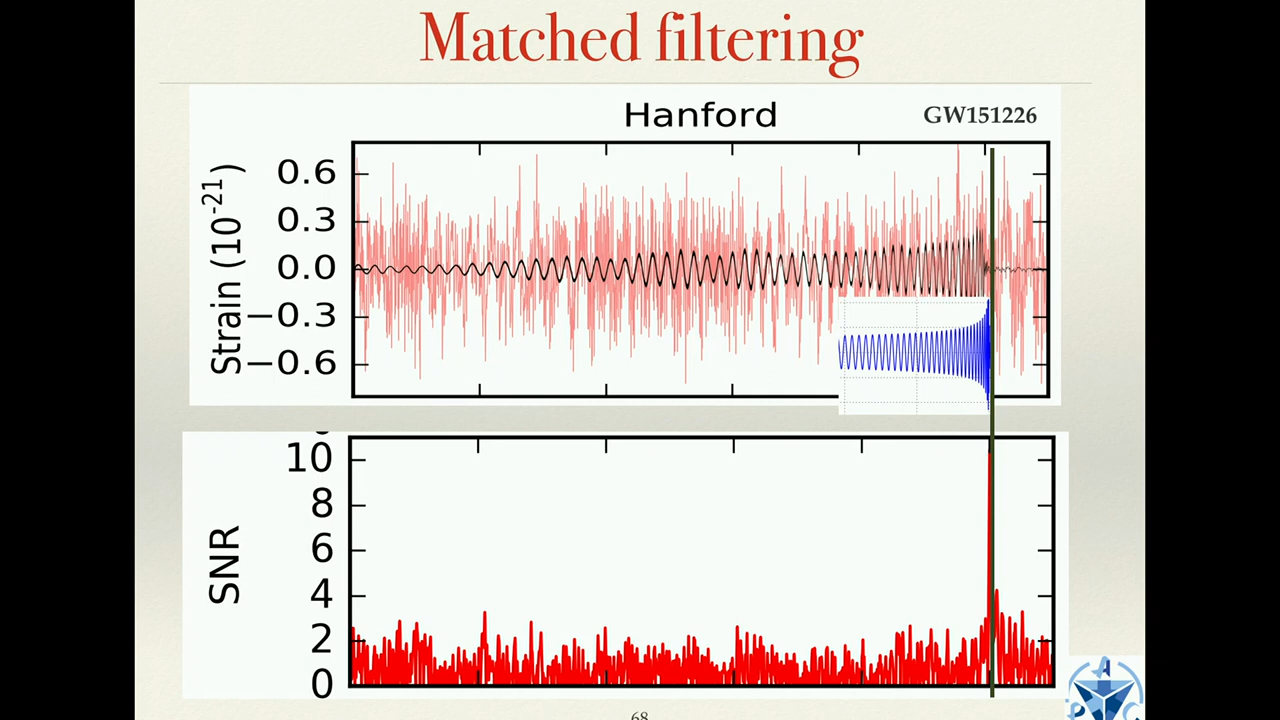 Matched filtering
Hanford
GW151226
Strain (10⁻²¹)
0.6
0.3
0.0
−0.3
−0.6
SNR
10
8
6
4
2
0
A
P C
68